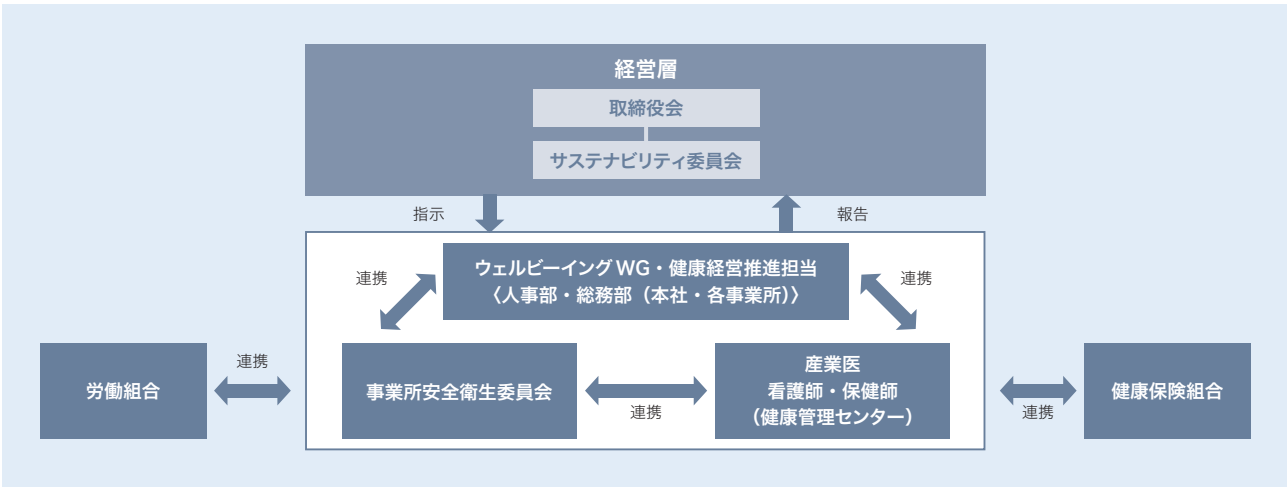 経営層
取締役会
サステナビリティ委員会
指示
報告
ウェルビーイングWG・健康経営推進担当
〈人事部・総務部（本社・各事業所）〉
連携
連携
労働組合
連携
事業所安全衛生委員会
連携
産業医
看護師・保健師
（健康管理センター）
連携
健康保険組合